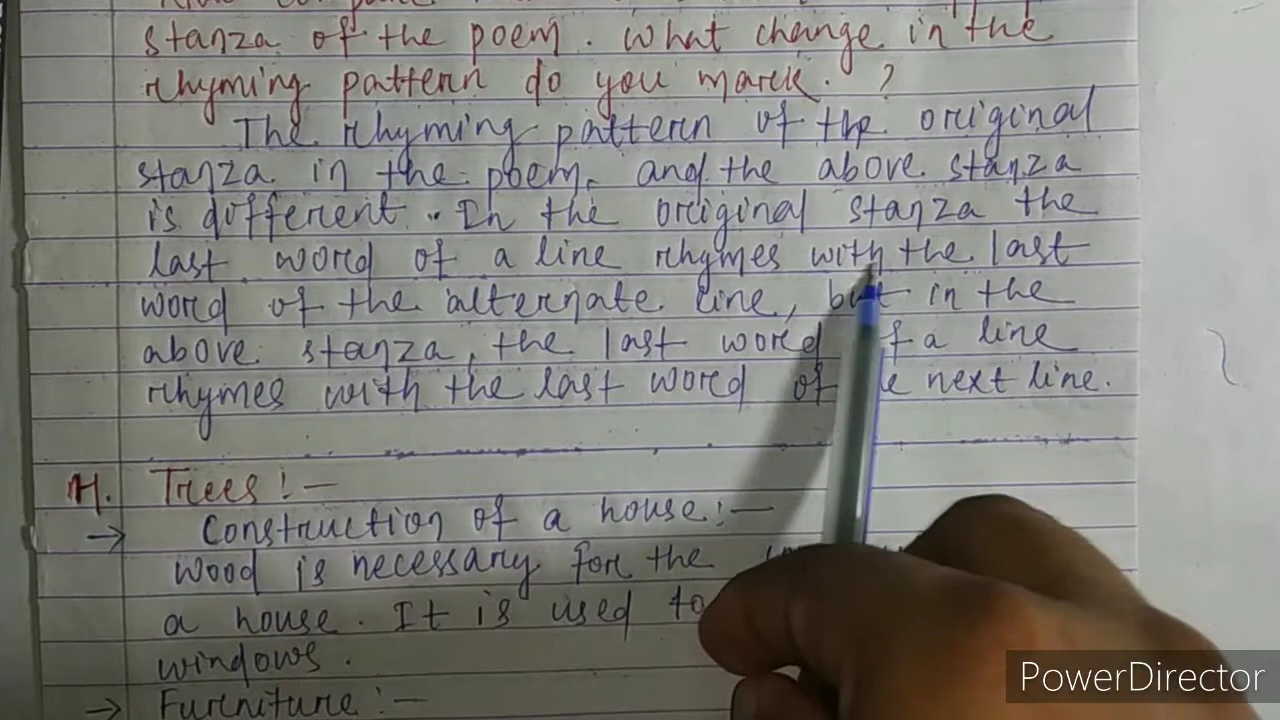 stanza of the poem. What change in the
rhyming pattern do you mark. ?
The rhyming pattern of the original
stanza in the poem, and the above stanza
is different. In the original stanza the
last word of a line rhymes with the last
word of the alternate line, but in the
above stanza, the last word of a line
rhymes with the last word of next line.
H. Trees :-
→ Construction of a house :-
Wood is necessary for the
a house. It is used to
windows.
→ Furniture :-
PowerDirector